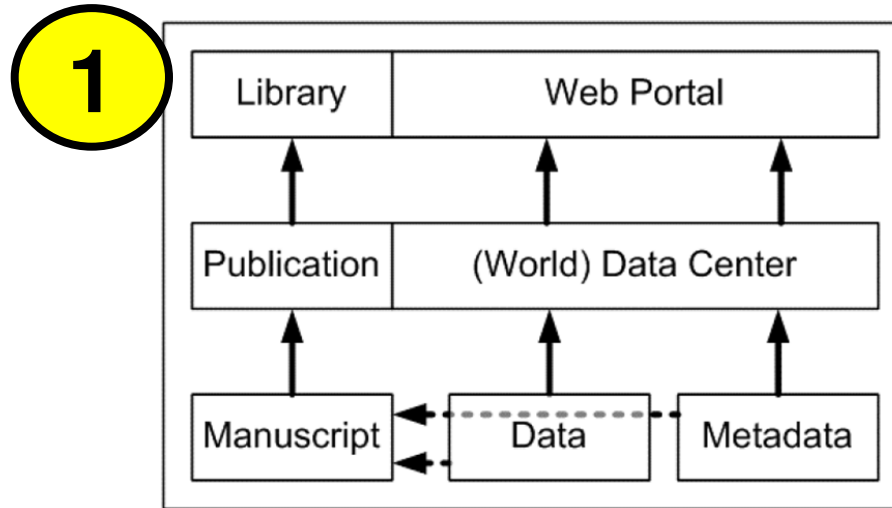 1
Library
Web Portal
Publication
(World) Data Center
Manuscript
Data
Metadata